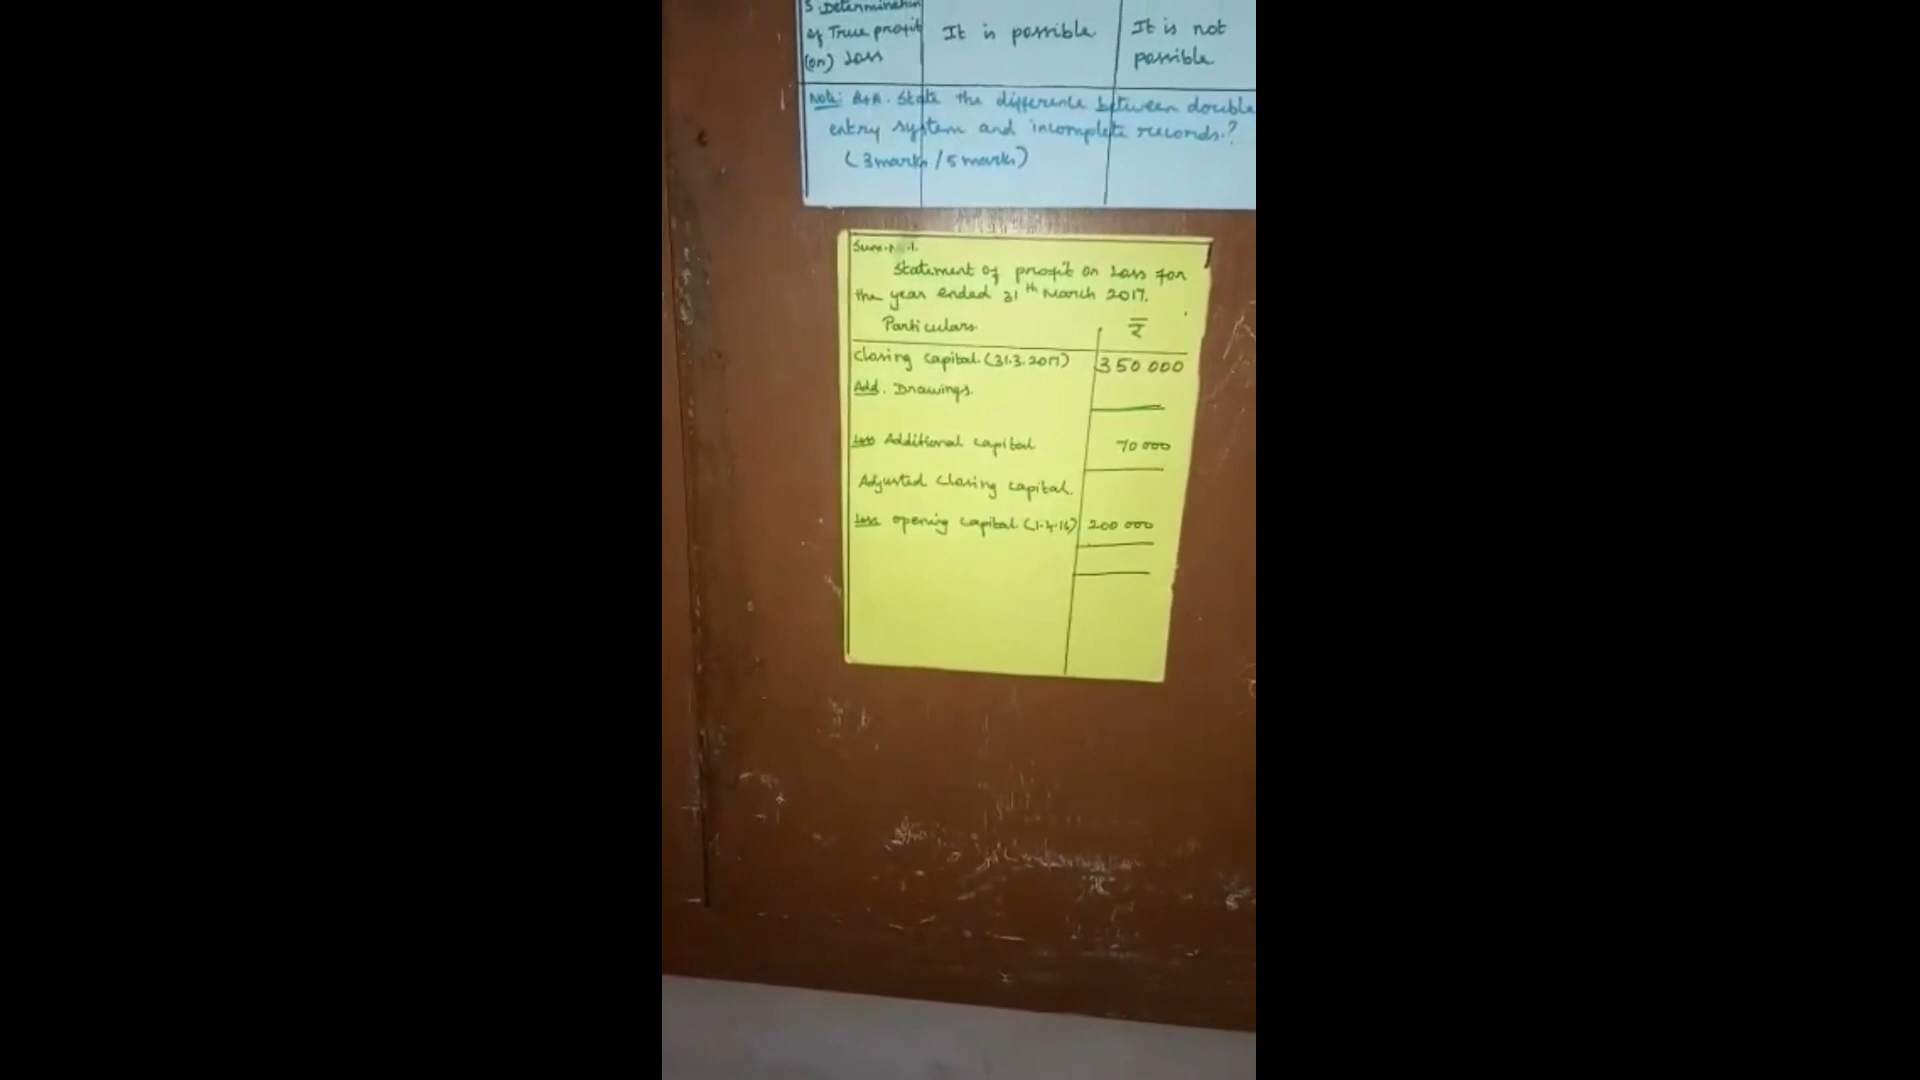 5. Determination
of True profit
(or) Loss
It is possible
It is not
possible
Note: Q+A. State the difference between double
entry system and incomplete records.?
(3 mark / 5 mark)
Statement of profit or Loss for
the year ended 31th March 2017.
Particulars ₹
Closing capital (31.3.2017) 350 000
Add. Drawings.
Less Additional capital 70 000
Adjusted Closing capital.
Less opening capital (1.4.16) 200 000